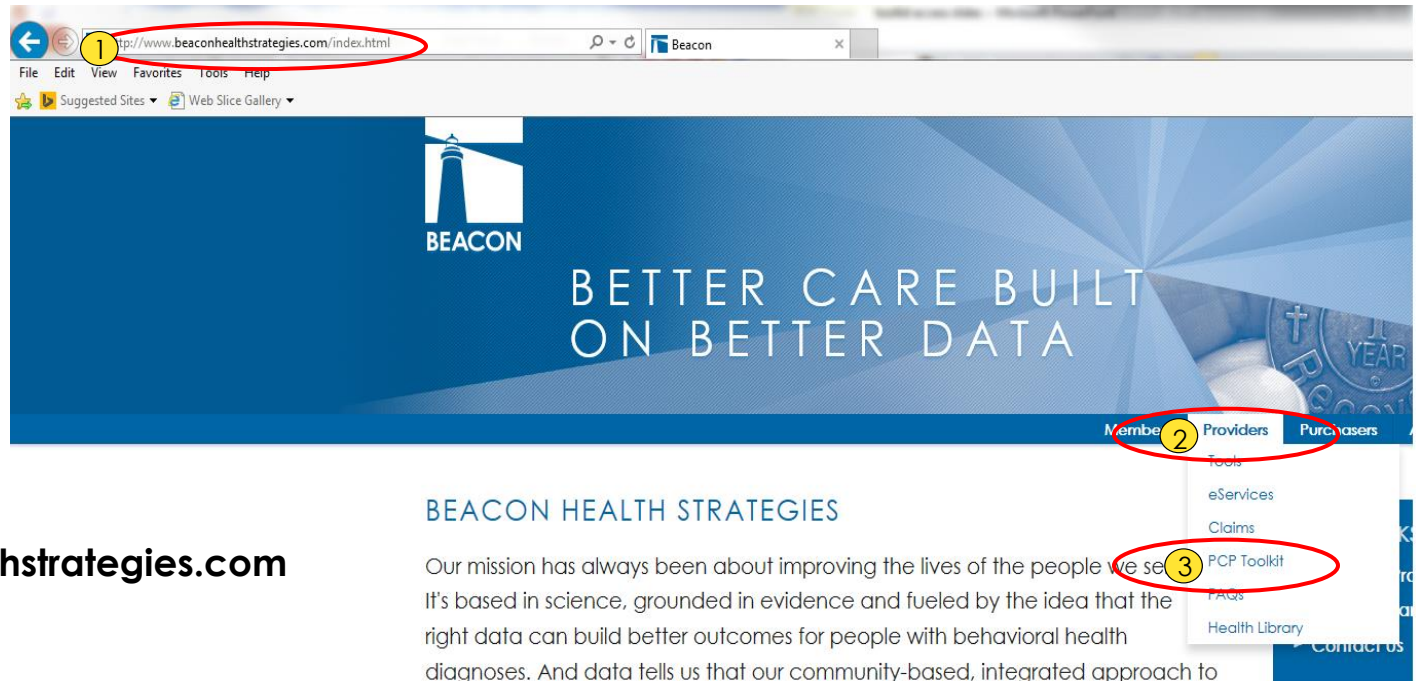 1
http://www.beaconhealthstrategies.com/index.html
Beacon
File Edit View Favorites Tools Help
Suggested Sites Web Slice Gallery
BEACON
BETTER CARE BUILT
ON BETTER DATA
YEAR
Membe 2 Providers Purchasers
Tools
eServices
Claims
3 PCP Toolkit
FAQs
Health Library
Contact Us
BEACON HEALTH STRATEGIES
hstrategies.com
Our mission has always been about improving the lives of the people we se
It's based in science, grounded in evidence and fueled by the idea that the
right data can build better outcomes for people with behavioral health
diagnoses. And data tells us that our community-based, integrated approach to